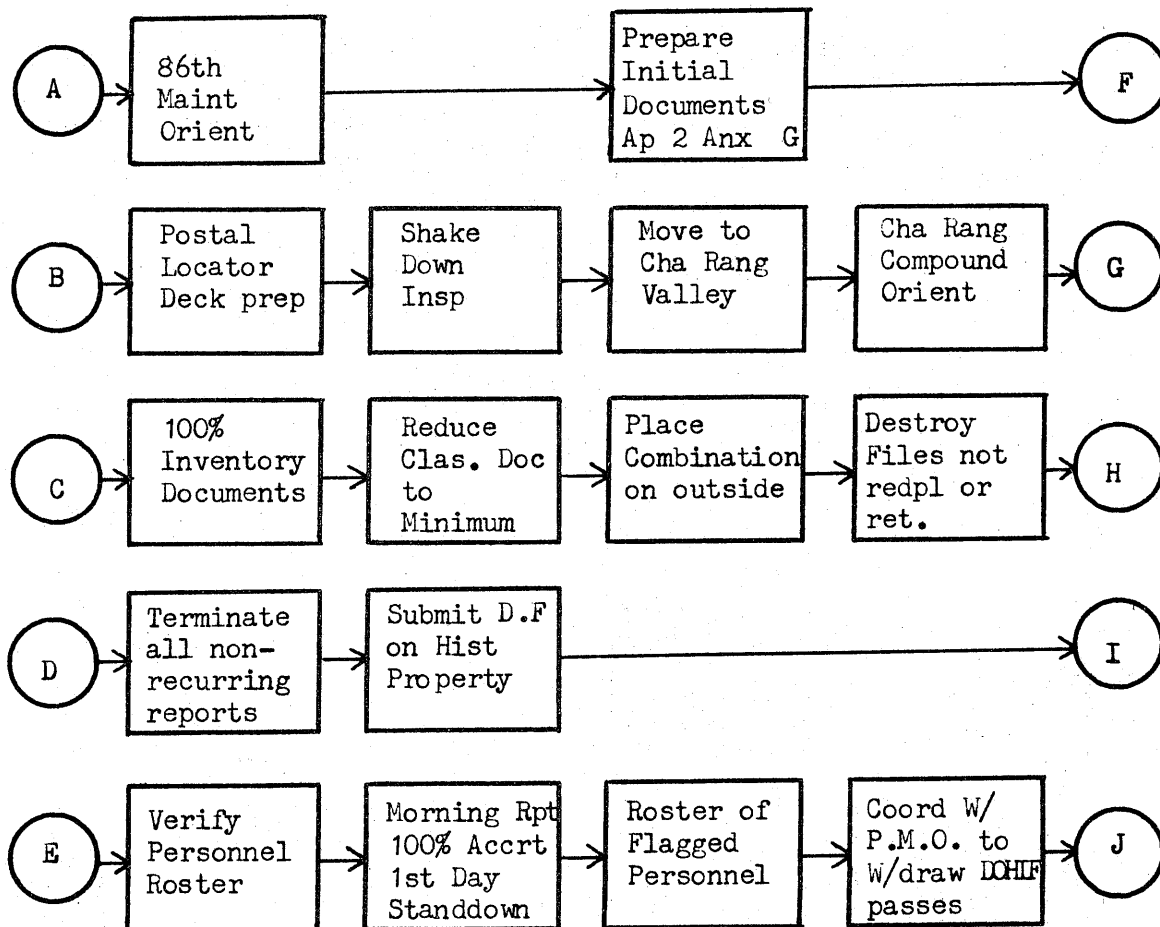 A
86th
Maint
Orient
Prepare
Initial
Documents
Ap 2 Anx G
F
B
Postal
Locator
Deck prep
Shake
Down
Insp
Move to
Cha Rang
Valley
Cha Rang
Compound
Orient
G
C
100%
Inventory
Documents
Reduce
Clas. Doc
to
Minimum
Place
Combination
on outside
Destroy
Files not
redpl or
ret.
H
D
Terminate
all non-
recurring
reports
Submit D.F
on Hist
Property
I
E
Verify
Personnel
Roster
Morning Rpt
100% Accrt
1st Day
Standdown
Roster of
Flagged
Personnel
Coord W/
P.M.O. to
W/draw DOHIF
passes
J